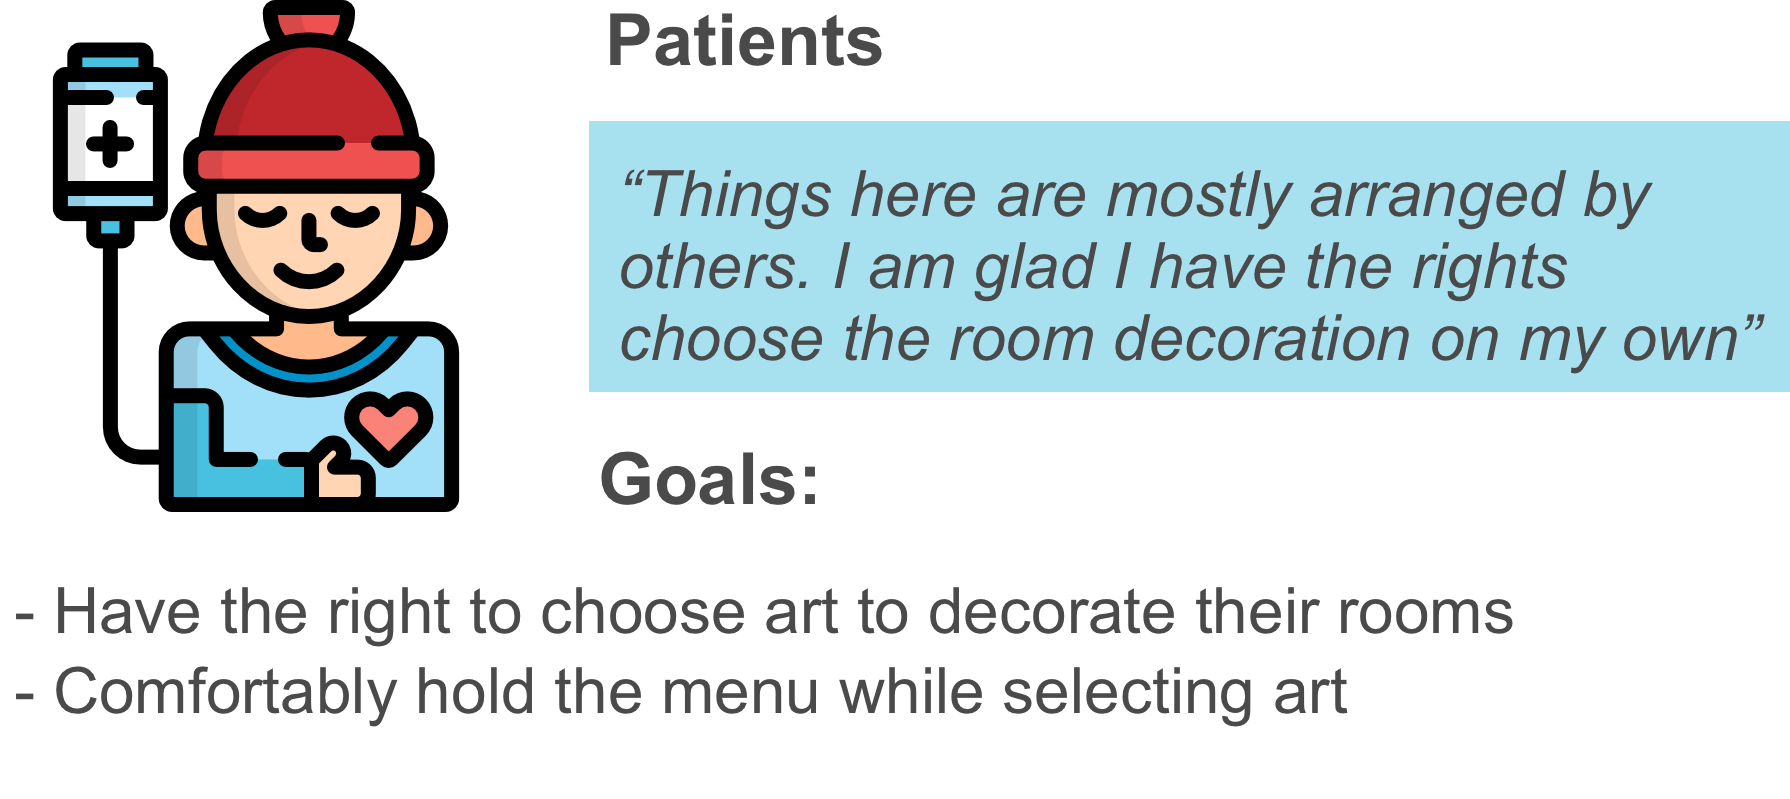 Patients
“Things here are mostly arranged by
others. I am glad I have the rights
choose the room decoration on my own”
Goals:
- Have the right to choose art to decorate their rooms
- Comfortably hold the menu while selecting art